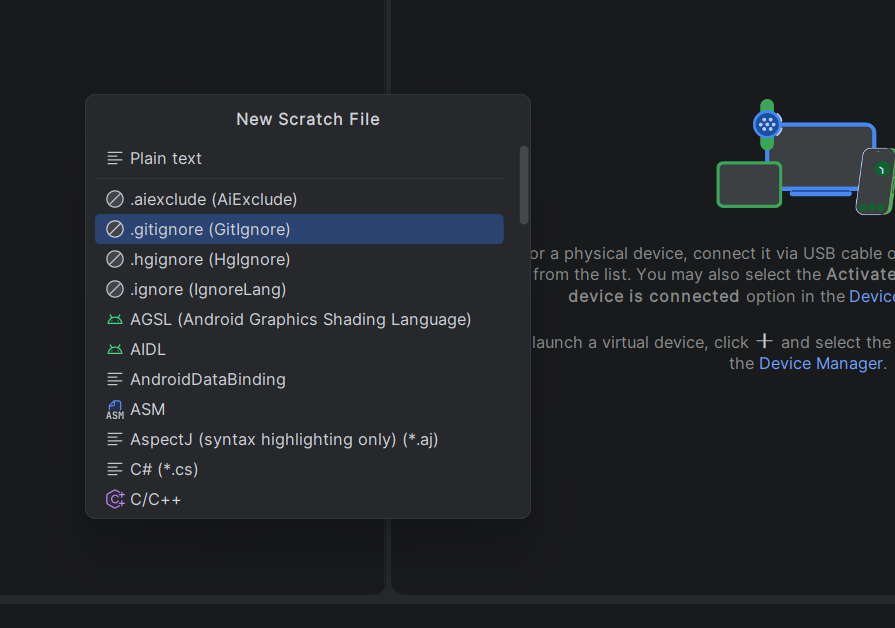 New Scratch File
Plain text
.aiexclude (AiExclude)
.gitignore (GitIgnore)
.hgignore (HgIgnore)
.ignore (IgnoreLang)
AGSL (Android Graphics Shading Language)
AIDL
AndroidDataBinding
ASM
ASM
AspectJ (syntax highlighting only) (*.aj)
C# (*.cs)
C/C++
or a physical device, connect it via USB cable
from the list. You may also select the Activate
device is connected option in the Device
launch a virtual device, click + and select the
the Device Manager.